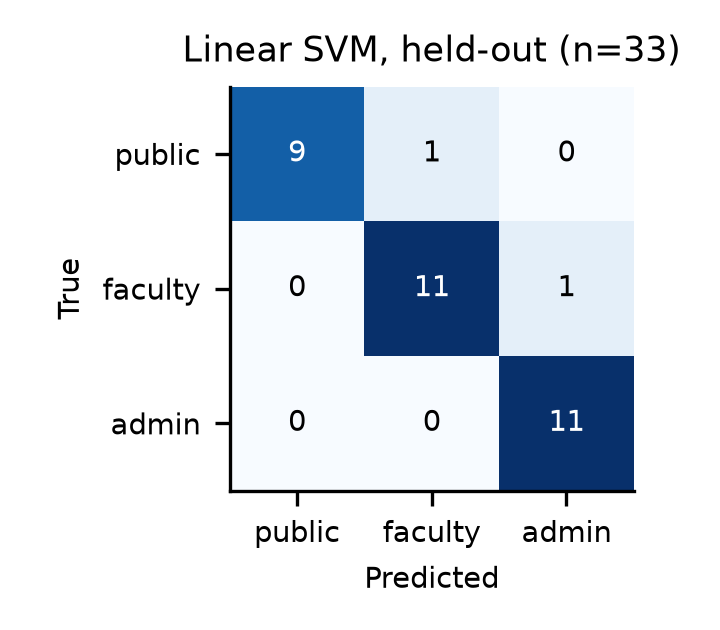 Linear SVM, held-out (n=33)
public 9 1 0
faculty 0 11 1
admin 0 0 11
True
public faculty admin
Predicted